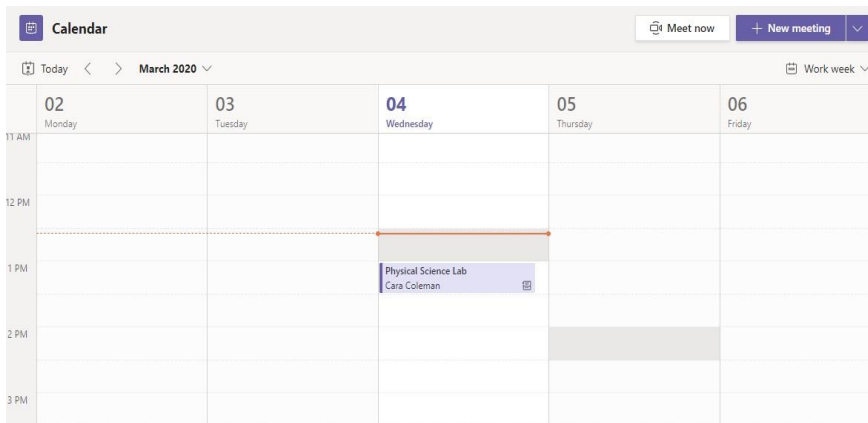 Calendar
Meet now
New meeting
Today
March 2020
Work week
02
03
04
05
06
Monday
Tuesday
Wednesday
Thursday
Friday
11 AM
12 PM
1 PM
Physical Science Lab
Cara Coleman
2 PM
3 PM